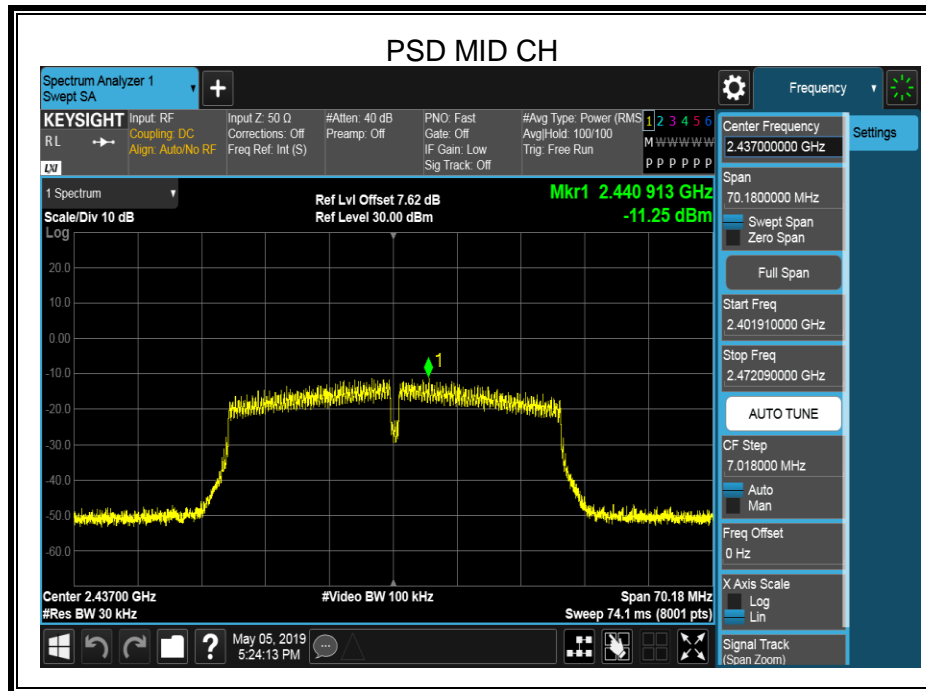 PSD MID CH
Spectrum Analyzer 1
Swept SA
+
Frequency
KEYSIGHT
RL
LXI
Input: RF
Coupling: DC
Align: Auto/No RF
Input Z: 50 Ω
Corrections: Off
Freq Ref: Int (S)
#Atten: 40 dB
Preamp: Off
PNO: Fast
Gate: Off
IF Gain: Low
Sig Track: Off
#Avg Type: Power (RMS
Avg|Hold: 100/100
Trig: Free Run
1 2 3 4 5 6
M W W W W W
P P P P P P
1 Spectrum
Scale/Div 10 dB
Log
Ref Lvl Offset 7.62 dB
Ref Level 30.00 dBm
Mkr1 2.440 913 GHz
-11.25 dBm
20.0
10.0
0.00
-10.0
-20.0
-30.0
-40.0
-50.0
-60.0
1
Center 2.43700 GHz
#Res BW 30 kHz
#Video BW 100 kHz
Span 70.18 MHz
Sweep 74.1 ms (8001 pts)
?
May 05, 2019
5:24:13 PM
Center Frequency
2.437000000 GHz
Settings
Span
70.1800000 MHz
Swept Span
Zero Span
Full Span
Start Freq
2.401910000 GHz
Stop Freq
2.472090000 GHz
AUTO TUNE
CF Step
7.018000 MHz
Auto
Man
Freq Offset
0 Hz
X Axis Scale
Log
Lin
Signal Track
(Span Zoom)